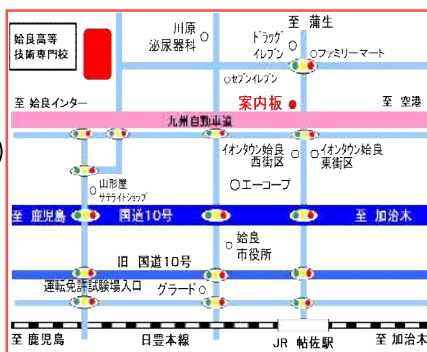 至 蒲生
川原
泌尿器科
ドラッグ
イレブン
ファミリーマート
姶良高等
技術専門校
セブンイレブン
至 姶良インター
案内板
至 空港
九州自動車道
イオンタウン姶良
西街区
イオンタウン姶良
東街区
山形屋
サテライトショップ
エーコープ
至 鹿児島
国道10号
至 加治木
姶良
市役所
旧 国道10号
運転免許試験場入口
グラード
至 鹿児島
日豊本線
JR 帖佐駅
至 加治木
)